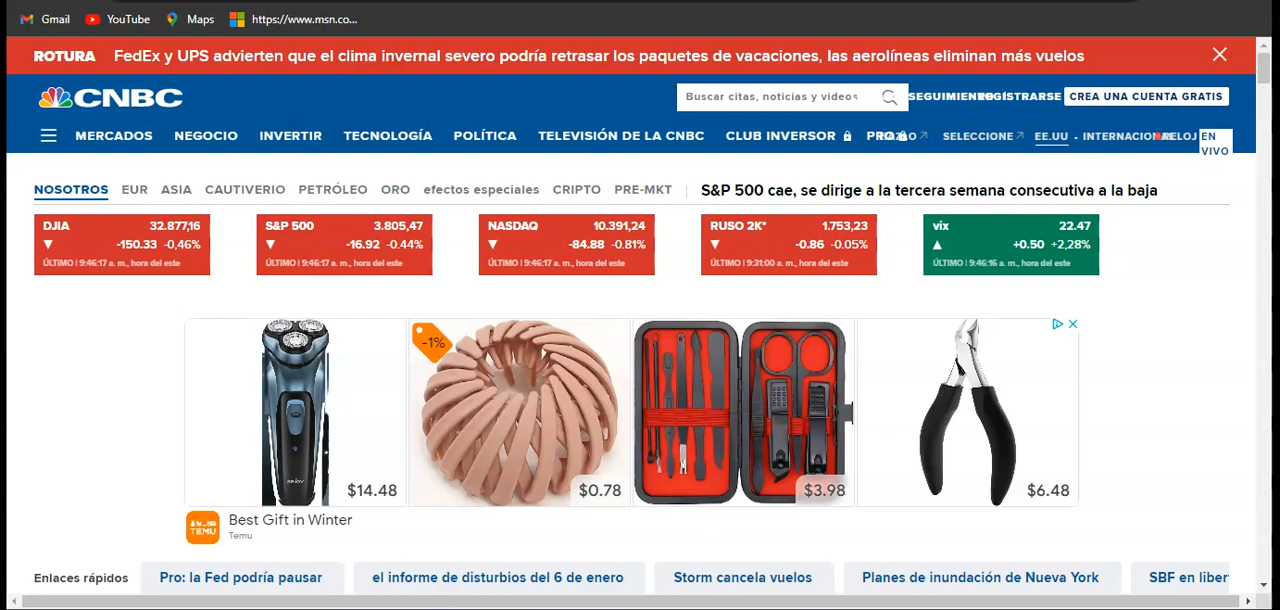 Gmail YouTube Maps https://www.msn.co...
ROTURA FedEx y UPS advierten que el clima invernal severo podría retrasar los paquetes de vacaciones, las aerolíneas eliminan más vuelos
CNBC Buscar citas, noticias y videos SEGUIMIENTO REGÍSTRARSE CREA UNA CUENTA GRATIS
MERCADOS NEGOCIO INVERTIR TECNOLOGÍA POLÍTICA TELEVISIÓN DE LA CNBC CLUB INVERSOR PRO SELECCIONE EE.UU - INTERNACIONAL RELOJ EN VIVO
NOSOTROS EUR ASIA CAUTIVERIO PETRÓLEO ORO efectos especiales CRIPTO PRE-MKT S&P 500 cae, se dirige a la tercera semana consecutiva a la baja
DJIA 32.877,16
-150.33 -0,46%
ÚLTIMO | 9:46:17 a. m., hora del este
S&P 500 3.805,47
-16.92 -0.44%
ÚLTIMO | 9:46:17 a. m., hora del este
NASDAQ 10.391,24
-84.88 -0.81%
ÚLTIMO | 9:46:17 a. m., hora del este
RUSO 2K* 1.753,23
-0.86 -0.05%
ÚLTIMO | 9:31:00 a. m., hora del este
vix 22.47
+0.50 +2,28%
ÚLTIMO | 9:46:16 a. m., hora del este
-1%
$14.48 $0.78 $3.98 $6.48
TEMU
Best Gift in Winter
Temu
Enlaces rápidos Pro: la Fed podría pausar el informe de disturbios del 6 de enero Storm cancela vuelos Planes de inundación de Nueva York SBF en liber